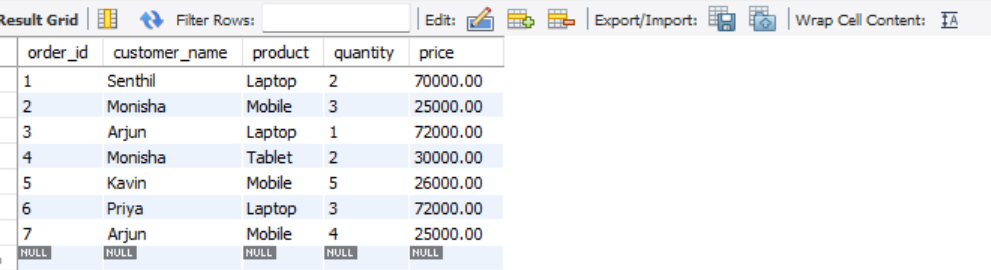 Result Grid Filter Rows: Edit: Export/Import: Wrap Cell Content: IA
order_id customer_name product quantity price
1 Senthil Laptop 2 70000.00
2 Monisha Mobile 3 25000.00
3 Arjun Laptop 1 72000.00
4 Monisha Tablet 2 30000.00
5 Kavin Mobile 5 26000.00
6 Priya Laptop 3 72000.00
7 Arjun Mobile 4 25000.00
NULL NULL NULL NULL NULL